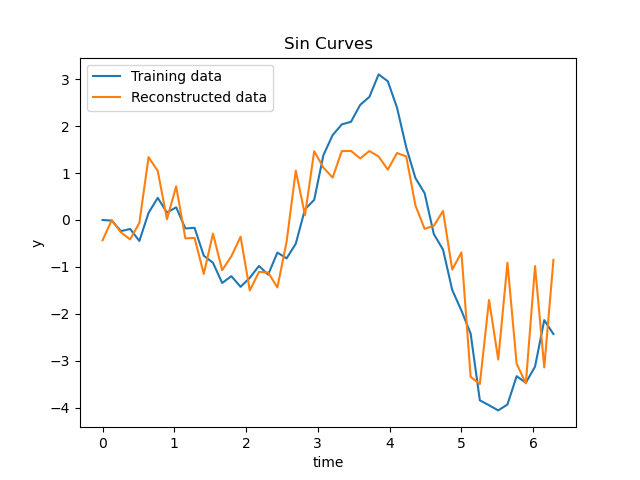 Sin Curves
Training data
Reconstructed data
3
2
1
0
−1
−2
−3
−4
y
0 1 2 3 4 5 6
time